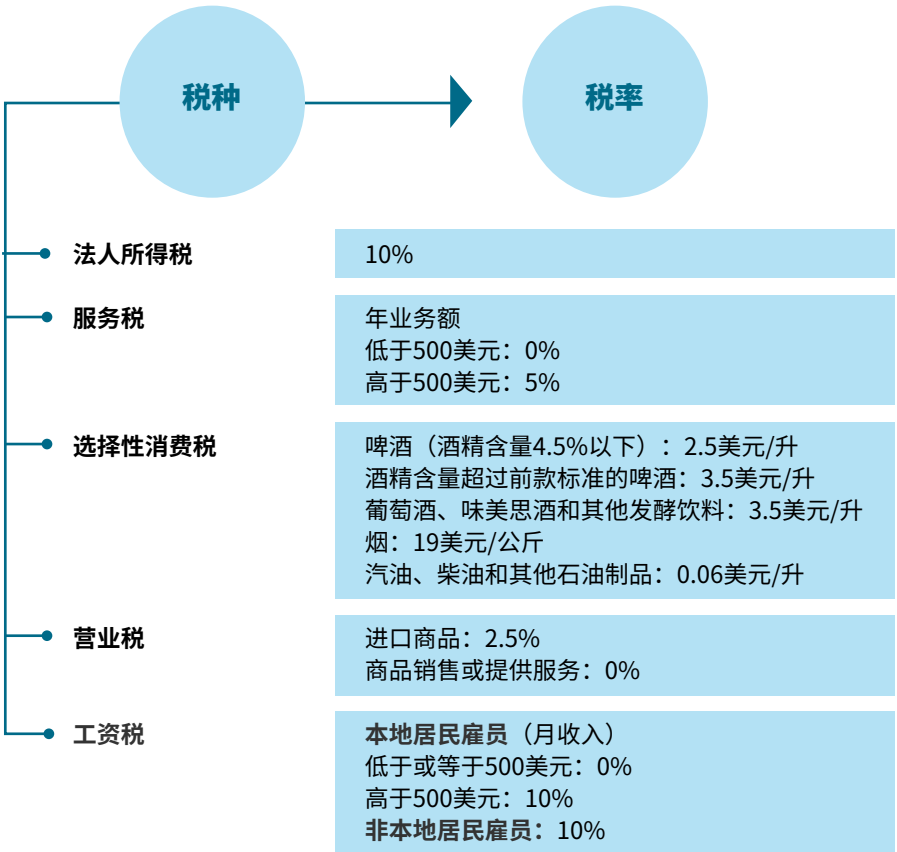 税种
税率
法人所得税
10%
服务税
年业务额
低于500美元：0%
高于500美元：5%
选择性消费税
啤酒（酒精含量4.5%以下）：2.5美元/升
酒精含量超过前款标准的啤酒：3.5美元/升
葡萄酒、味美思酒和其他发酵饮料：3.5美元/升
烟：19美元/公斤
汽油、柴油和其他石油制品：0.06美元/升
营业税
进口商品：2.5%
商品销售或提供服务：0%
工资税
本地居民雇员（月收入）
低于或等于500美元：0%
高于500美元：10%
非本地居民雇员：10%